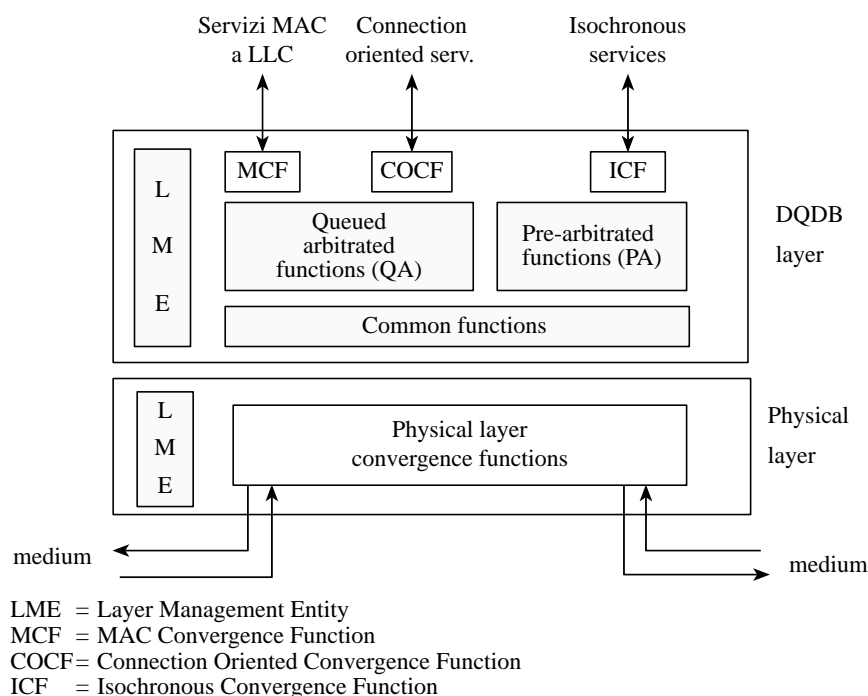 Servizi MAC
a LLC
Connection
oriented serv.
Isochronous
services
L
M
E
MCF
COCF
ICF
Queued
arbitrated
functions (QA)
Pre-arbitrated
functions (PA)
Common functions
DQDB
layer
L
M
E
Physical layer
convergence functions
Physical
layer
medium
medium
LME = Layer Management Entity
MCF = MAC Convergence Function
COCF= Connection Oriented Convergence Function
ICF = Isochronous Convergence Function